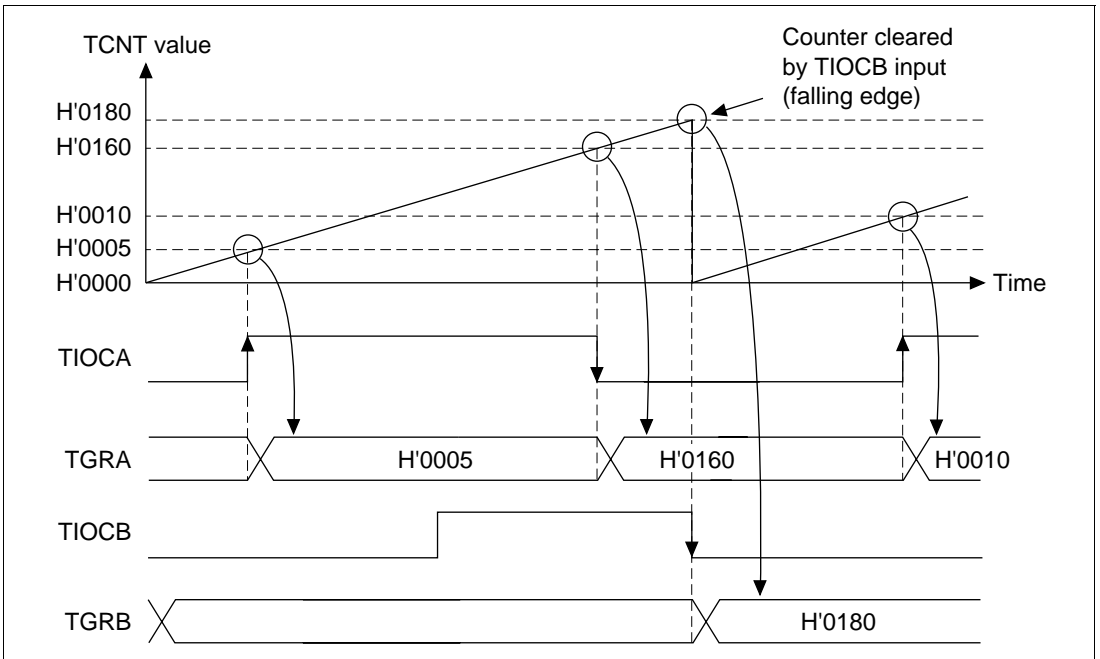 TCNT value
Counter cleared
by TIOCB input
(falling edge)
H'0180
H'0160
H'0010
H'0005
H'0000
Time
TIOCA
TGRA
H'0005
H'0160
H'0010
TIOCB
TGRB
H'0180